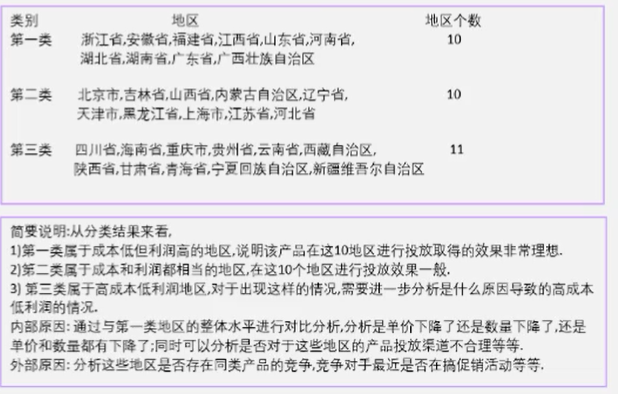 类别 地区 地区个数
第一类 浙江省,安徽省,福建省,江西省,山东省,河南省, 10
湖北省,湖南省,广东省,广西壮族自治区
第二类 北京市,吉林省,山西省,内蒙古自治区,辽宁省, 10
天津市,黑龙江省,上海市,江苏省,河北省
第三类 四川省,海南省,重庆市,贵州省,云南省,西藏自治区, 11
陕西省,甘肃省,青海省,宁夏回族自治区,新疆维吾尔自治区
简要说明:从分类结果来看,
1)第一类属于成本低但利润高的地区,说明该产品在这10地区进行投放取得的效果非常理想.
2)第二类属于成本和利润都相当的地区,在这10个地区进行投放效果一般.
3) 第三类属于高成本低利润地区,对于出现这样的情况,需要进一步分析是什么原因导致的高成本
低利润的情况.
内部原因: 通过与第一类地区的整体水平进行对比分析,分析是单价下降了还是数量下降了,还是
单价和数量都有下降了;同时可以分析是否对于这些地区的产品投放渠道不合理等等.
外部原因: 分析这些地区是否存在同类产品的竞争,竞争对手最近是否在搞促销活动等等.